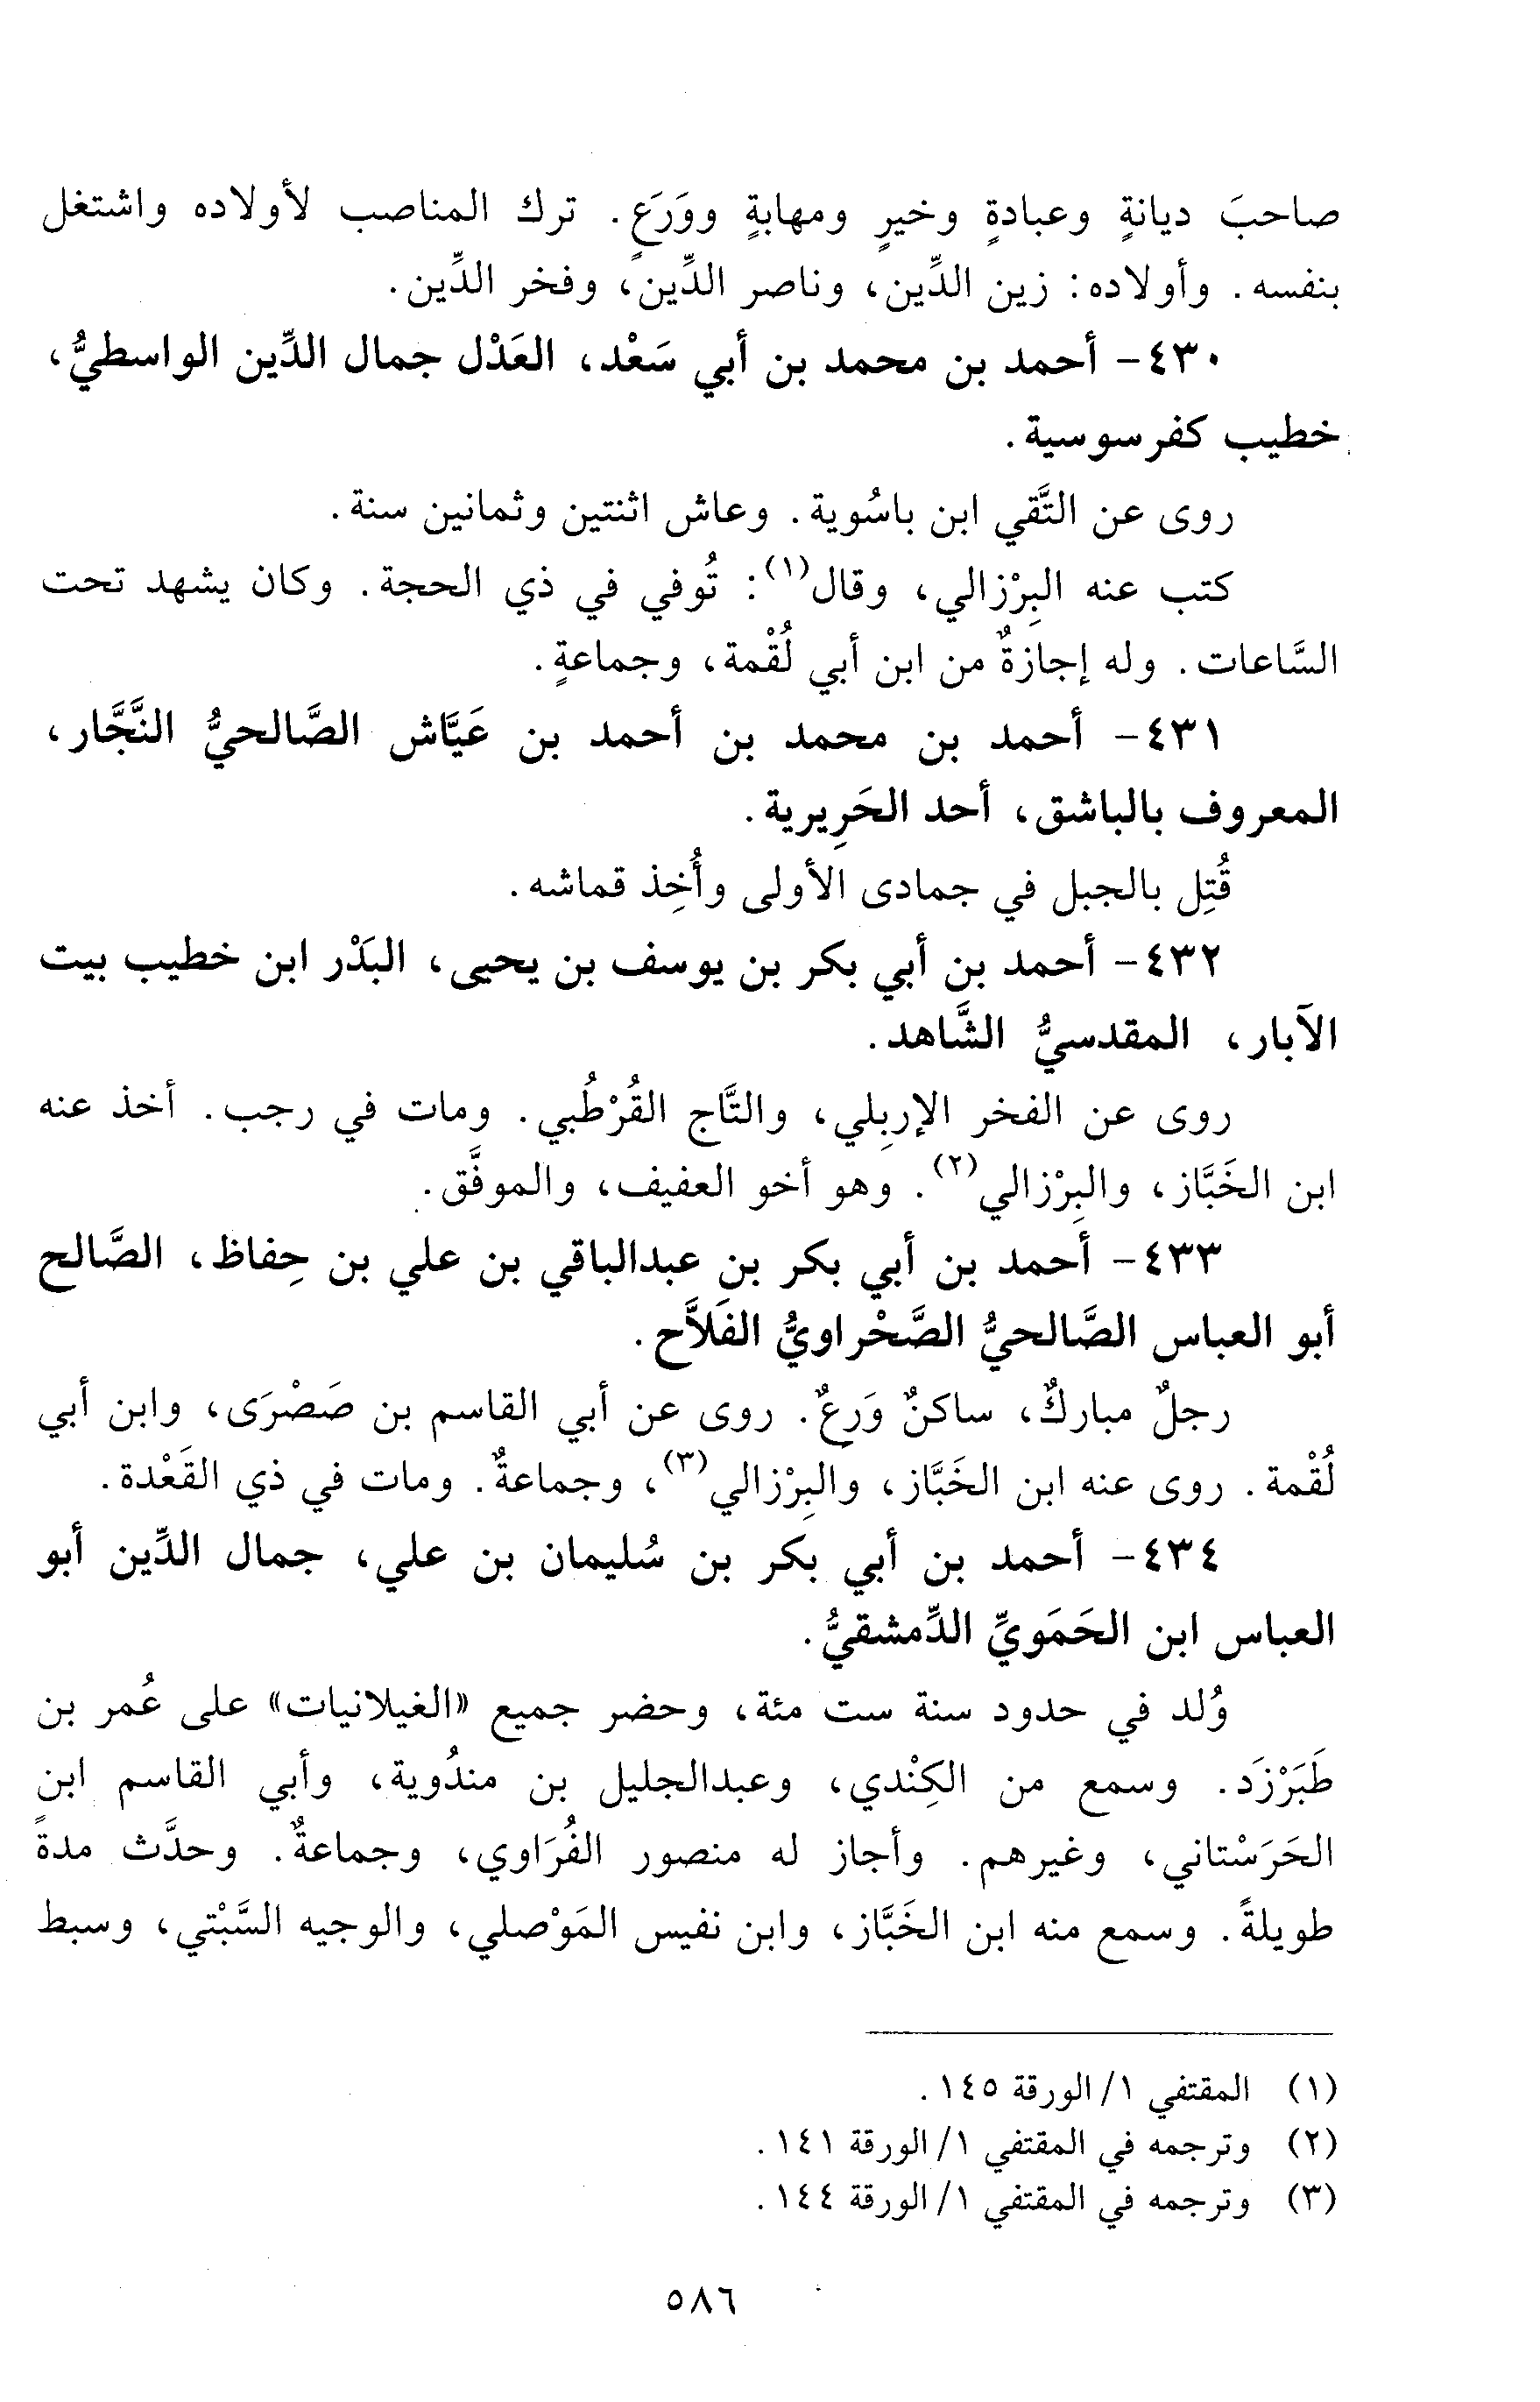 صاحبَ ديانةٍ وعبادةٍ وخيرٍ ومهابةٍ ووَرَعٍ. ترك المناصب لأولاده واشتغل
بنفسه. وأولاده: زين الدِّين، وناصر الدِّين، وفخر الدِّين.
٤٣٠- أحمد بن محمد بن أبي سَعْد، العَدْل جمال الدِّين الواسطيُّ،
خطيب كفرسوسية.
روى عن التَّقي ابن باسُوية. وعاش اثنتين وثمانين سنة.
كتب عنه البِرْزالي، وقال(١): تُوفي في ذي الحجة. وكان يشهد تحت
السَّاعات. وله إجازةٌ من ابن أبي لُقْمة، وجماعةٍ.
٤٣١- أحمد بن محمد بن أحمد بن عَيَّاش الصَّالحيُّ النَّجَّار،
المعروف بالباشق، أحد الحَرِيرية.
قُتِل بالجبل في جمادى الأولى وأُخِذ قماشه.
٤٣٢- أحمد بن أبي بكر بن يوسف بن يحيى، البَدْر ابن خطيب بيت
الآبار، المقدسيُّ الشَّاهد.
روى عن الفخر الإربِلي، والتَّاج القُرْطُبي. ومات في رجب. أخذ عنه
ابن الخَبَّاز، والبِرْزالي(٢). وهو أخو العفيف، والموفَّق.
٤٣٣- أحمد بن أبي بكر بن عبدالباقي بن علي بن حِفاظ، الصَّالح
أبو العباس الصَّالحيُّ الصَّحْراويُّ الفَلاَّح.
رجلٌ مباركٌ، ساكنٌ وَرعٌ. روى عن أبي القاسم بن صَصْرَى، وابن أبي
لُقْمة. روى عنه ابن الخَبَّاز، والبِرْزالي(٣)، وجماعةٌ. ومات في ذي القَعْدة.
٤٣٤- أحمد بن أبي بكر بن سُليمان بن علي، جمال الدِّين أبو
العباس ابن الحَمَويِّ الدِّمشقيُّ.
وُلد في حدود سنة ست مئة، وحضر جميع «الغيلانيات» على عُمر بن
طَبَرْزَد. وسمع من الكِنْدي، وعبدالجليل بن مندُوية، وأبي القاسم ابن
الحَرَسْتاني، وغيرهم. وأجاز له منصور الفُرَاوي، وجماعةٌ. وحدَّث مدةً
طويلةً. وسمع منه ابن الخَبَّاز، وابن نفيس المَوْصلي، والوجيه السَّبْتي، وسبط
(١) المقتفي ١/ الورقة ١٤٥.
(٢) وترجمه في المقتفي ١/ الورقة ١٤١.
(٣) وترجمه في المقتفي ١/ الورقة ١٤٤.
٥٨٦